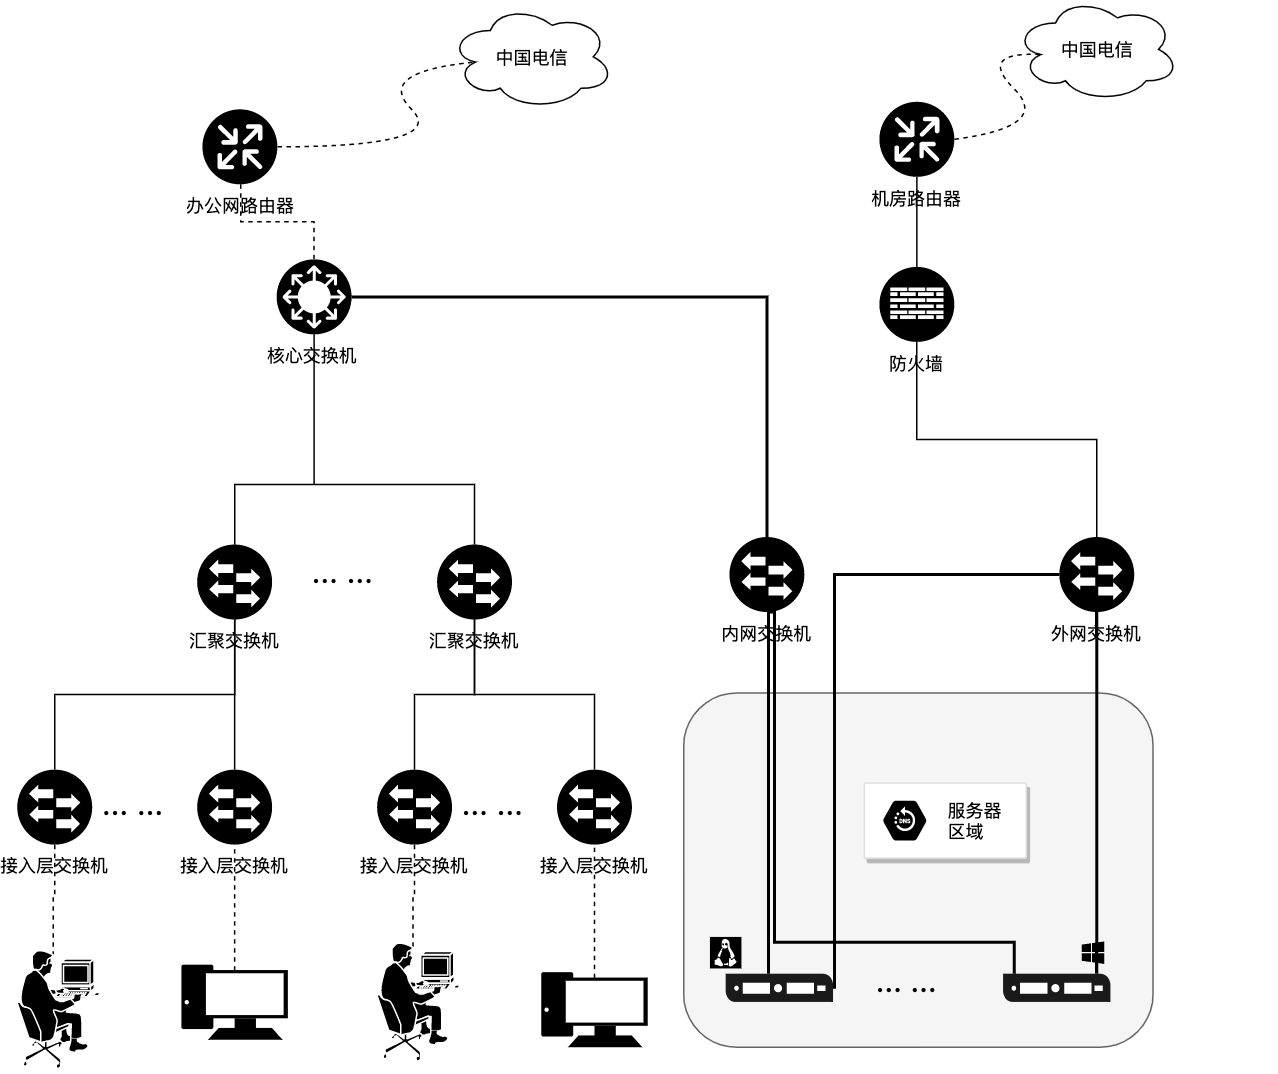 中国电信
中国电信
办公网路由器
机房路由器
核心交换机
防火墙
汇聚交换机
汇聚交换机
内网交换机
外网交换机
接入层交换机
接入层交换机
接入层交换机
接入层交换机
DNS
服务器
区域